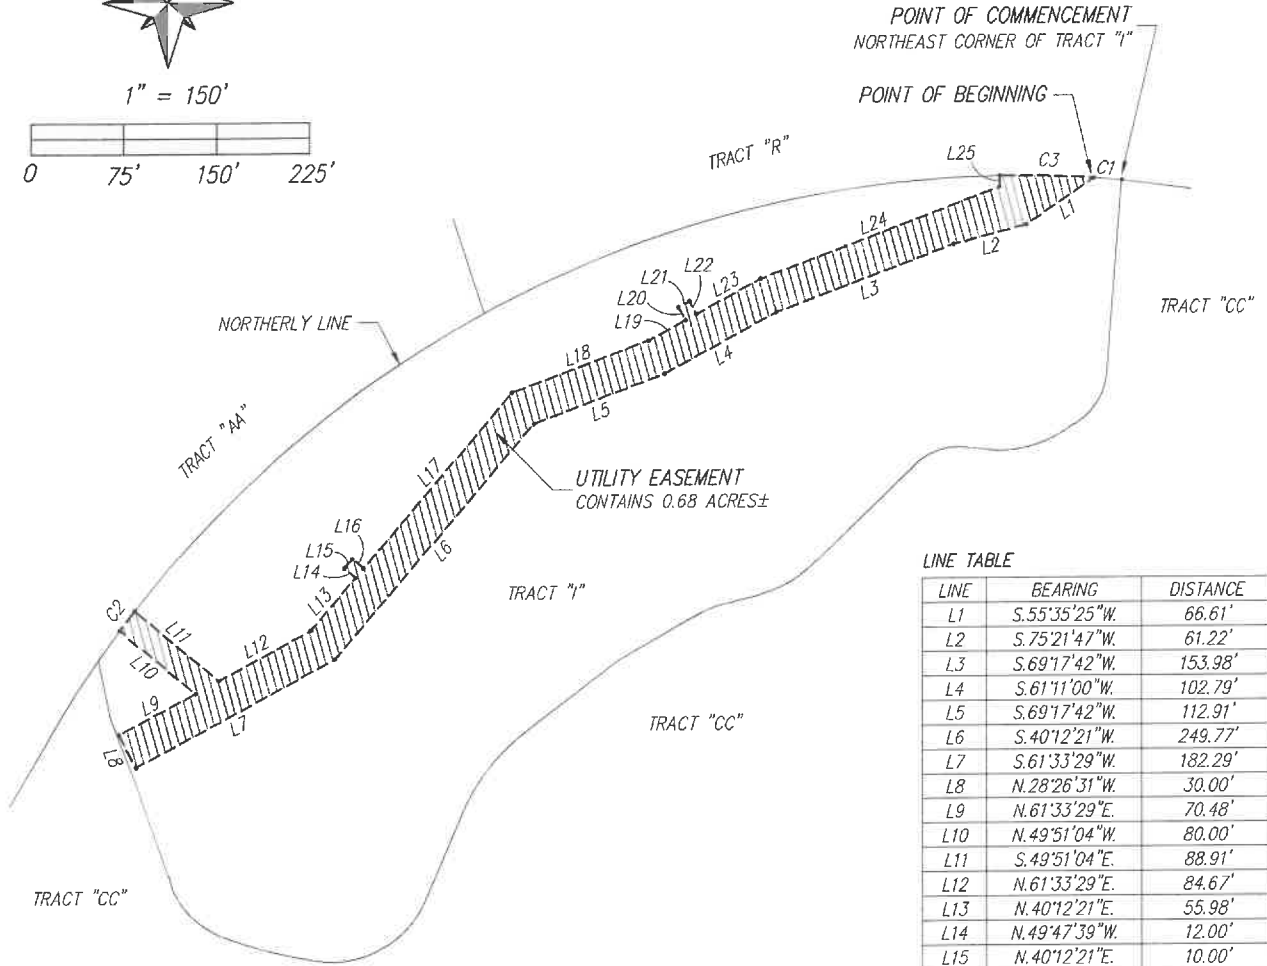 POINT OF COMMENCEMENT
NORTHEAST CORNER OF TRACT "I"
1" = 150'
POINT OF BEGINNING
0 75' 150' 225'
TRACT "R"
L25
C3
C1
L1
L24
L2
L3
L21
L22
L23
L20
L19
NORTHERLY LINE
TRACT "CC"
L18
L4
L5
TRACT "AA"
L17
UTILITY EASEMENT
CONTAINS 0.68 ACRES±
L16
L15
L14
L6
L13
TRACT "I"
C2
L11
L12
L10
L9
L7
L8
TRACT "CC"
TRACT "CC"
LINE TABLE
LINE BEARING DISTANCE
L1 S.55°35'25"W. 66.61'
L2 S.75°21'47"W. 61.22'
L3 S.69°17'42"W. 153.98'
L4 S.61°11'00"W. 102.79'
L5 S.69°17'42"W. 112.91'
L6 S.40°12'21"W. 249.77'
L7 S.61°33'29"W. 182.29'
L8 N.28°26'31"W. 30.00'
L9 N.61°33'29"E. 70.48'
L10 N.49°51'04"W. 80.00'
L11 S.49°51'04"E. 88.91'
L12 N.61°33'29"E. 84.67'
L13 N.40°12'21"E. 55.98'
L14 N.49°47'39"W. 12.00'
L15 N.40°12'21"E. 10.00'